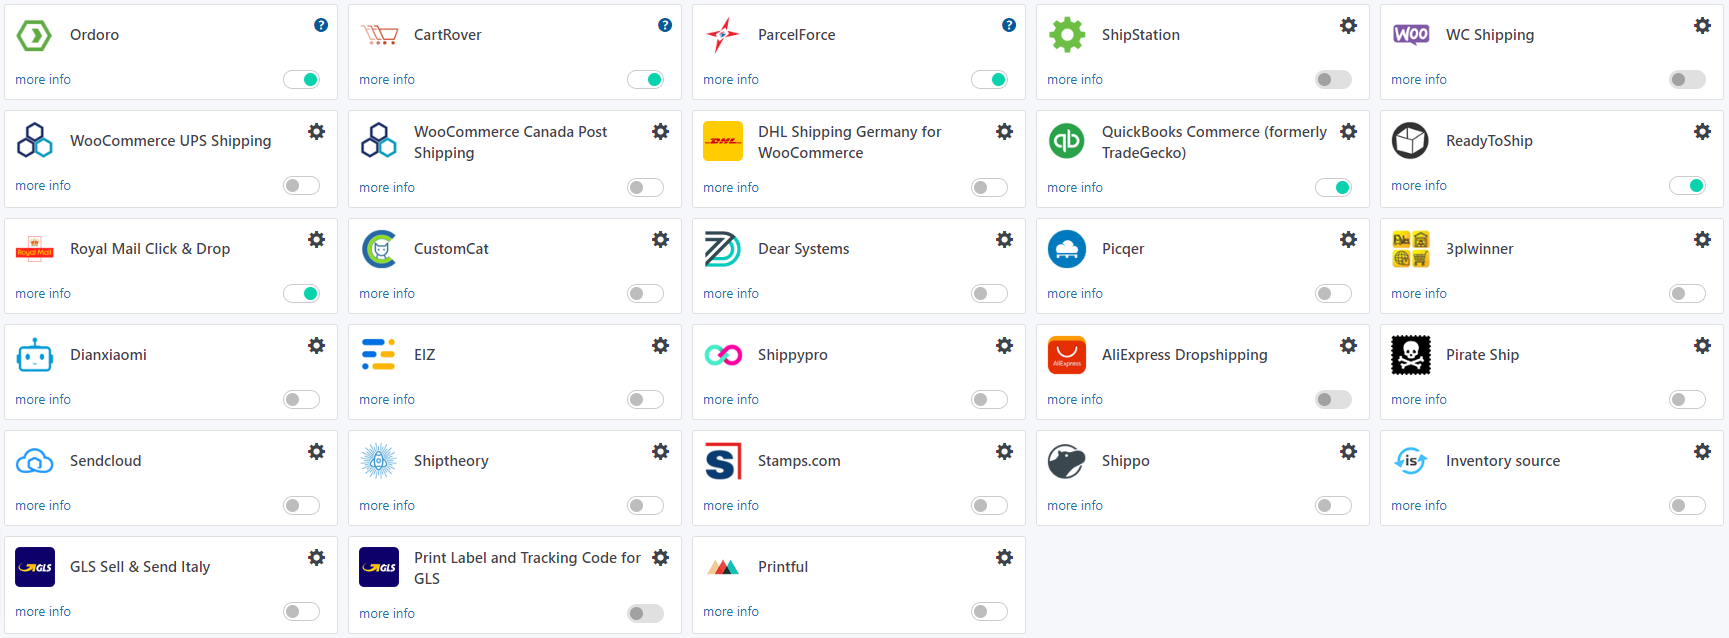 Ordoro
?
more info
CartRover
?
more info
ParcelForce
?
more info
ShipStation
more info
WOO
WC Shipping
more info
WooCommerce UPS Shipping
more info
WooCommerce Canada Post
Shipping
more info
DHL
DHL Shipping Germany for
WooCommerce
more info
qb
QuickBooks Commerce (formerly
TradeGecko)
more info
ReadyToShip
more info
Royal Mail
Royal Mail Click & Drop
more info
CustomCat
more info
Dear Systems
more info
Picqer
more info
3plwinner
more info
Dianxiaomi
more info
EIZ
more info
Shippypro
more info
AliExpress
AliExpress Dropshipping
more info
Pirate Ship
more info
Sendcloud
more info
Shiptheory
more info
S
Stamps.com
more info
Shippo
more info
is
Inventory source
more info
GLS
GLS Sell & Send Italy
more info
GLS
Print Label and Tracking Code for
GLS
more info
Printful
more info